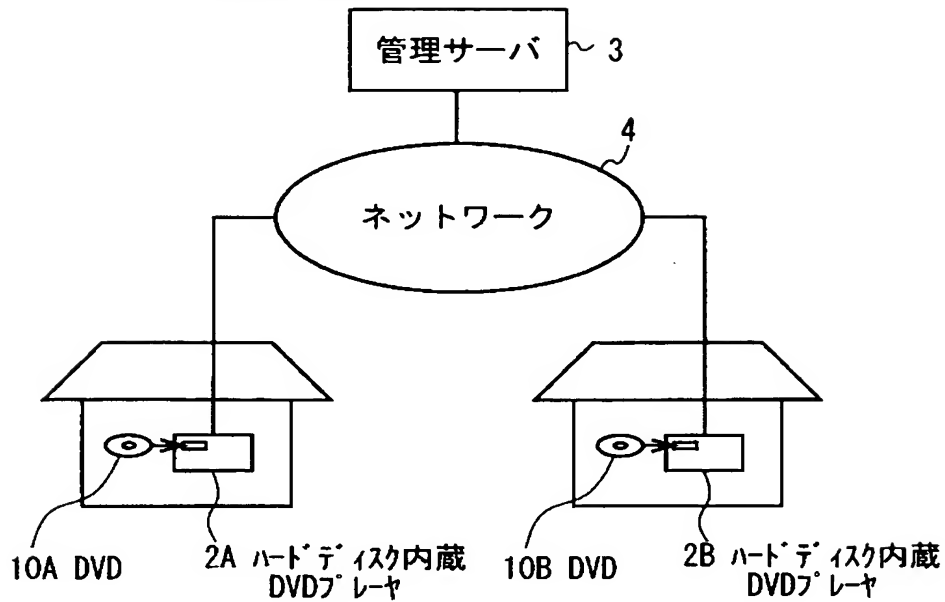 管理サーバ
3
4
ネットワーク
10A DVD
2A ﾊｰﾄﾞﾃﾞｨｽｸ内蔵
DVDﾌﾟﾚｰﾔ
10B DVD
2B ﾊｰﾄﾞﾃﾞｨｽｸ内蔵
DVDﾌﾟﾚｰﾔ